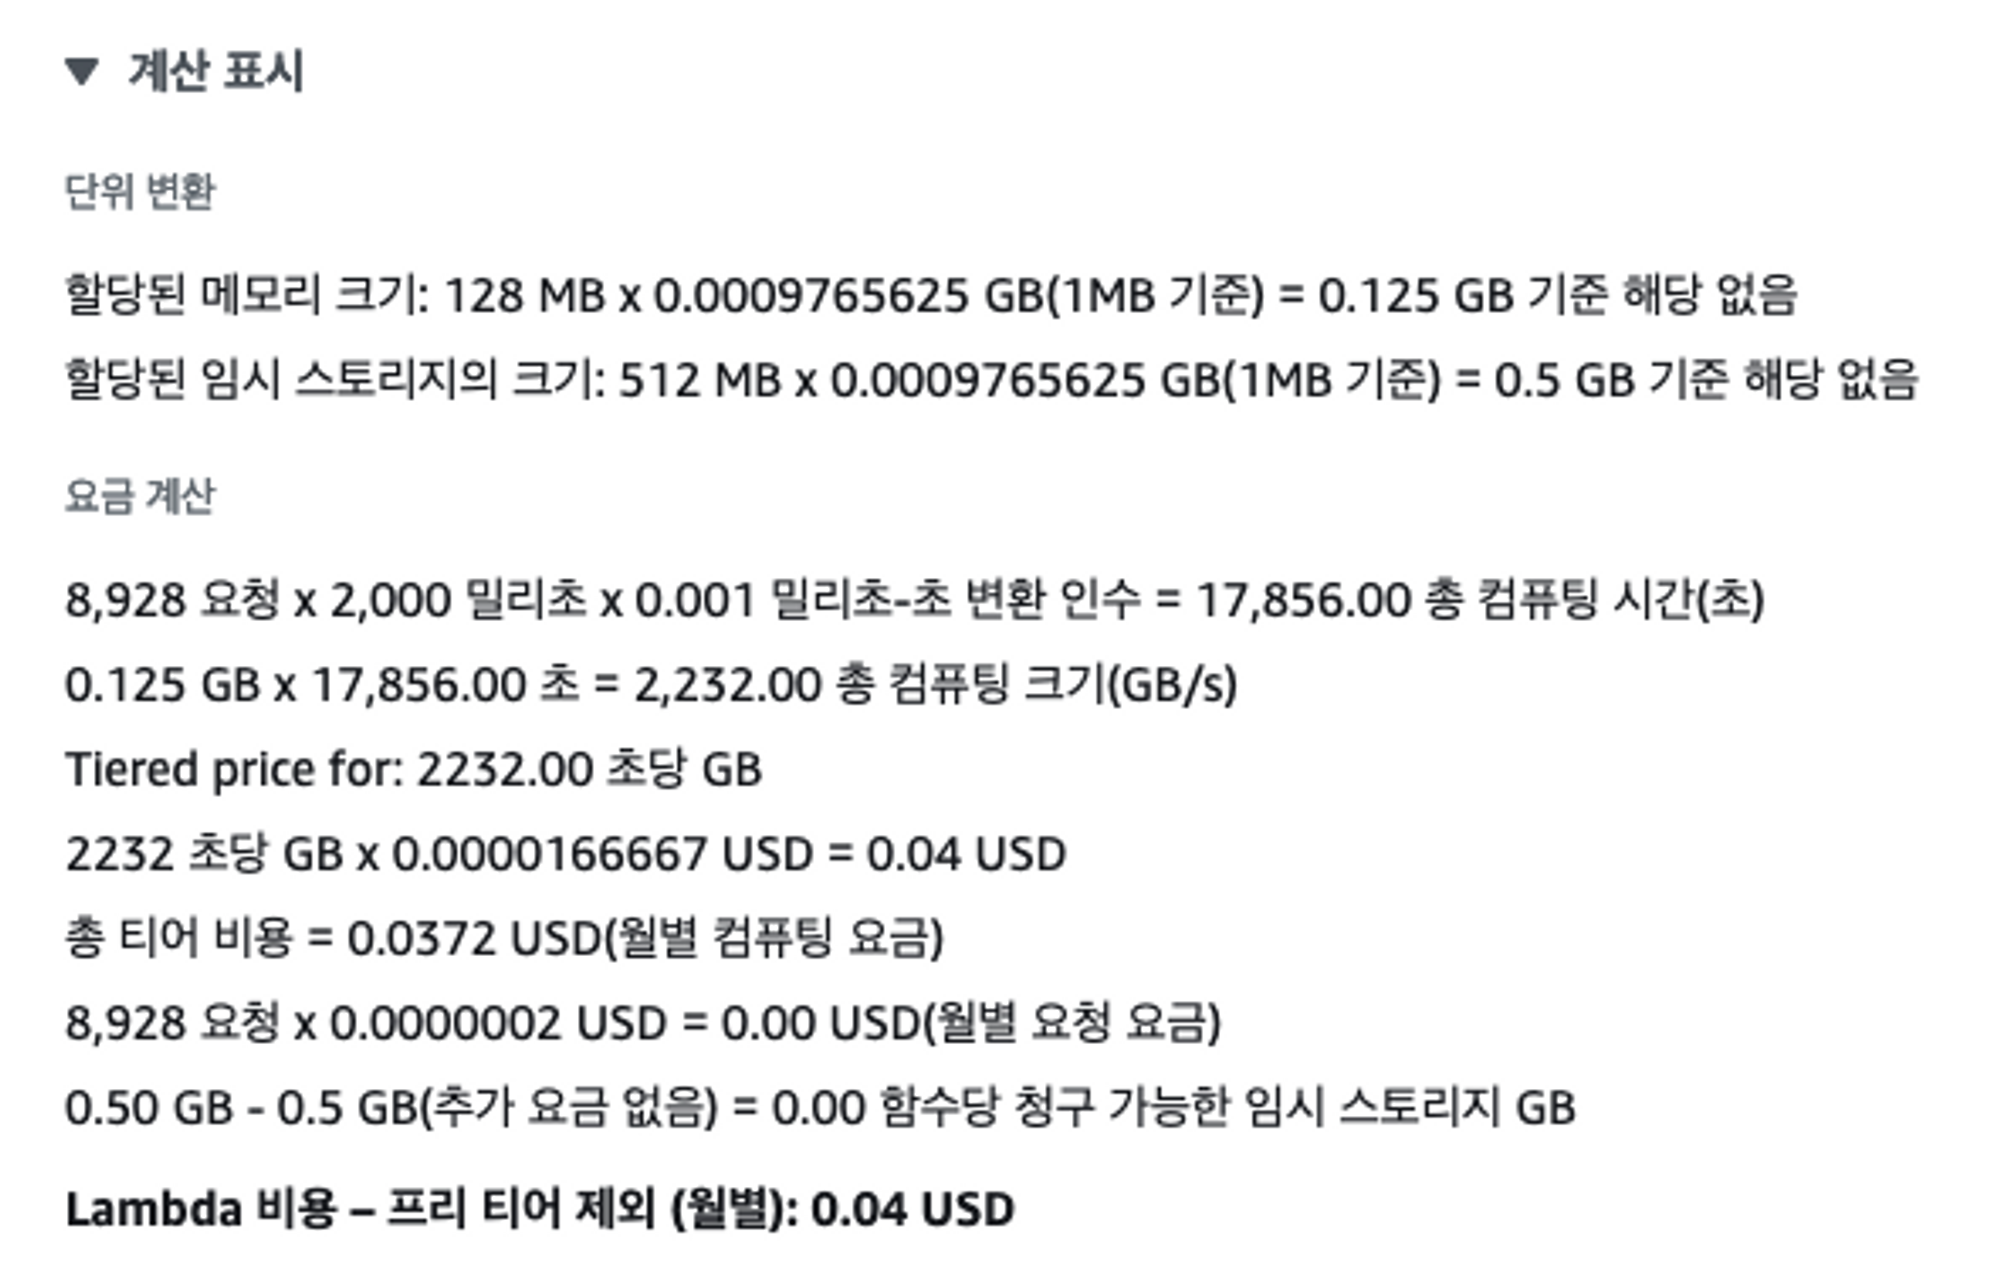 ▼ 계산 표시
단위 변환
할당된 메모리 크기: 128 MB x 0.0009765625 GB(1MB 기준) = 0.125 GB 기준 해당 없음
할당된 임시 스토리지의 크기: 512 MB x 0.0009765625 GB(1MB 기준) = 0.5 GB 기준 해당 없음
요금 계산
8,928 요청 x 2,000 밀리초 x 0.001 밀리초-초 변환 인수 = 17,856.00 총 컴퓨팅 시간(초)
0.125 GB x 17,856.00 초 = 2,232.00 총 컴퓨팅 크기(GB/s)
Tiered price for: 2232.00 초당 GB
2232 초당 GB x 0.0000166667 USD = 0.04 USD
총 티어 비용 = 0.0372 USD(월별 컴퓨팅 요금)
8,928 요청 x 0.0000002 USD = 0.00 USD(월별 요청 요금)
0.50 GB - 0.5 GB(추가 요금 없음) = 0.00 함수당 청구 가능한 임시 스토리지 GB
Lambda 비용 – 프리 티어 제외 (월별): 0.04 USD